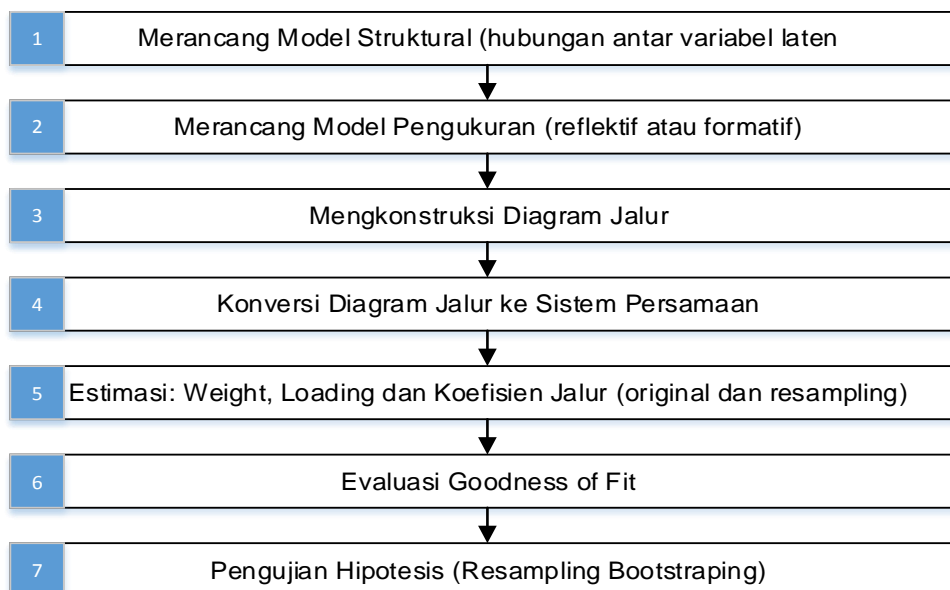 1 Merancang Model Struktural (hubungan antar variabel laten
2 Merancang Model Pengukuran (reflektif atau formatif)
3 Mengkonstruksi Diagram Jalur
4 Konversi Diagram Jalur ke Sistem Persamaan
5 Estimasi: Weight, Loading dan Koefisien Jalur (original dan resampling)
6 Evaluasi Goodness of Fit
7 Pengujian Hipotesis (Resampling Bootstraping)